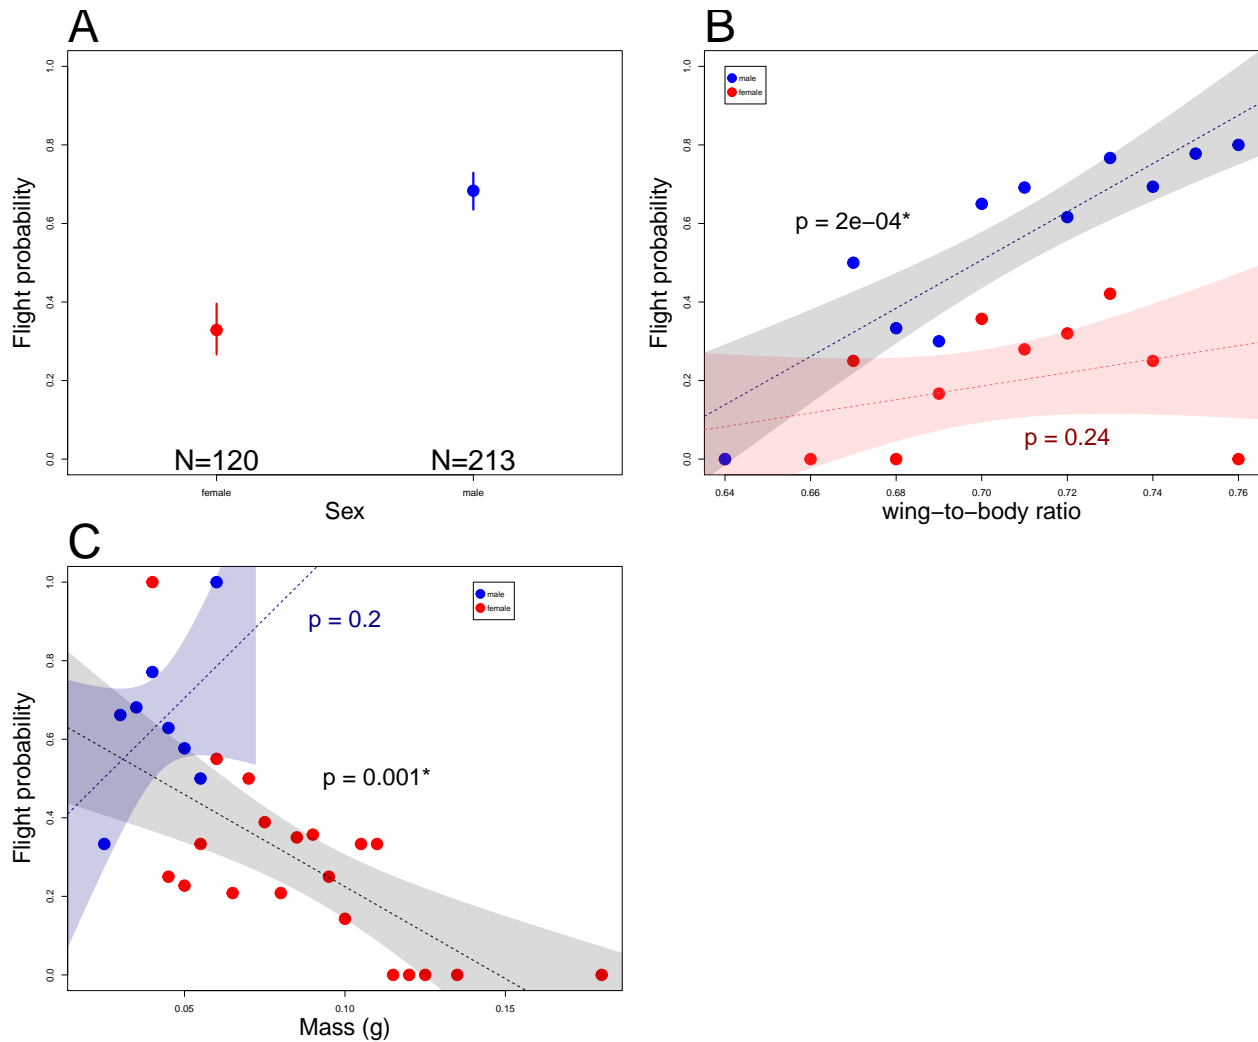 A
Flight probability
1.0
0.8
0.6
0.4
0.2
0.0
N=120
N=213
female
male
Sex
B
Flight probability
1.0
0.8
0.6
0.4
0.2
0.0
male
female
p = 2e−04*
p = 0.24
0.64 0.66 0.68 0.70 0.72 0.74 0.76
wing−to−body ratio
C
Flight probability
1.0
0.8
0.6
0.4
0.2
0.0
male
female
p = 0.2
p = 0.001*
0.05 0.10 0.15
Mass (g)